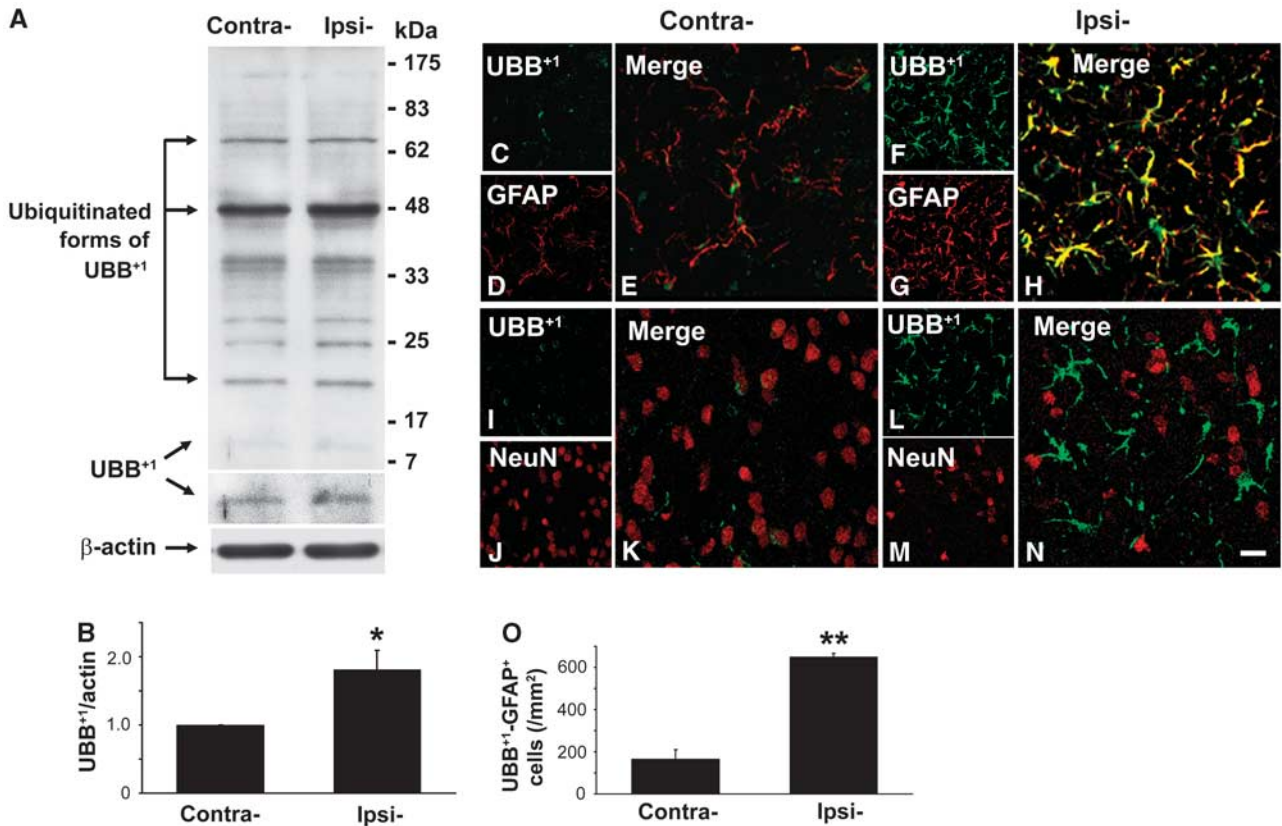 A
Contra-
Ipsi-
kDa
- 175
- 83
- 62
- 48
- 33
- 25
- 17
- 7
Ubiquitinated
forms of
UBB⁺¹
UBB⁺¹
β-actin
Contra-
Ipsi-
UBB⁺¹
C
GFAP
D
Merge
E
UBB⁺¹
F
GFAP
G
Merge
H
UBB⁺¹
I
NeuN
J
Merge
K
UBB⁺¹
L
NeuN
M
Merge
N
B
UBB⁺¹/actin
2.0
1.0
0
*
Contra-
Ipsi-
O
UBB⁺¹-GFAP⁺
cells (/mm²)
600
400
200
0
**
Contra-
Ipsi-